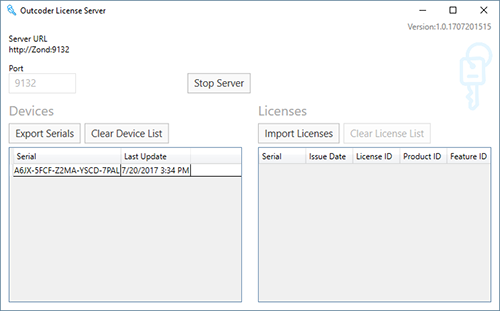 Outcoder License Server
Version:1.0.1707201515
Server URL
http://Zond:9132
Port
9132
Stop Server
Devices
Licenses
Export Serials
Clear Device List
Import Licenses
Clear License List
Serial Last Update
Serial Issue Date License ID Product ID Feature ID
A6JX-5FCF-Z2MA-YSCD-7PAL 7/20/2017 3:34 PM